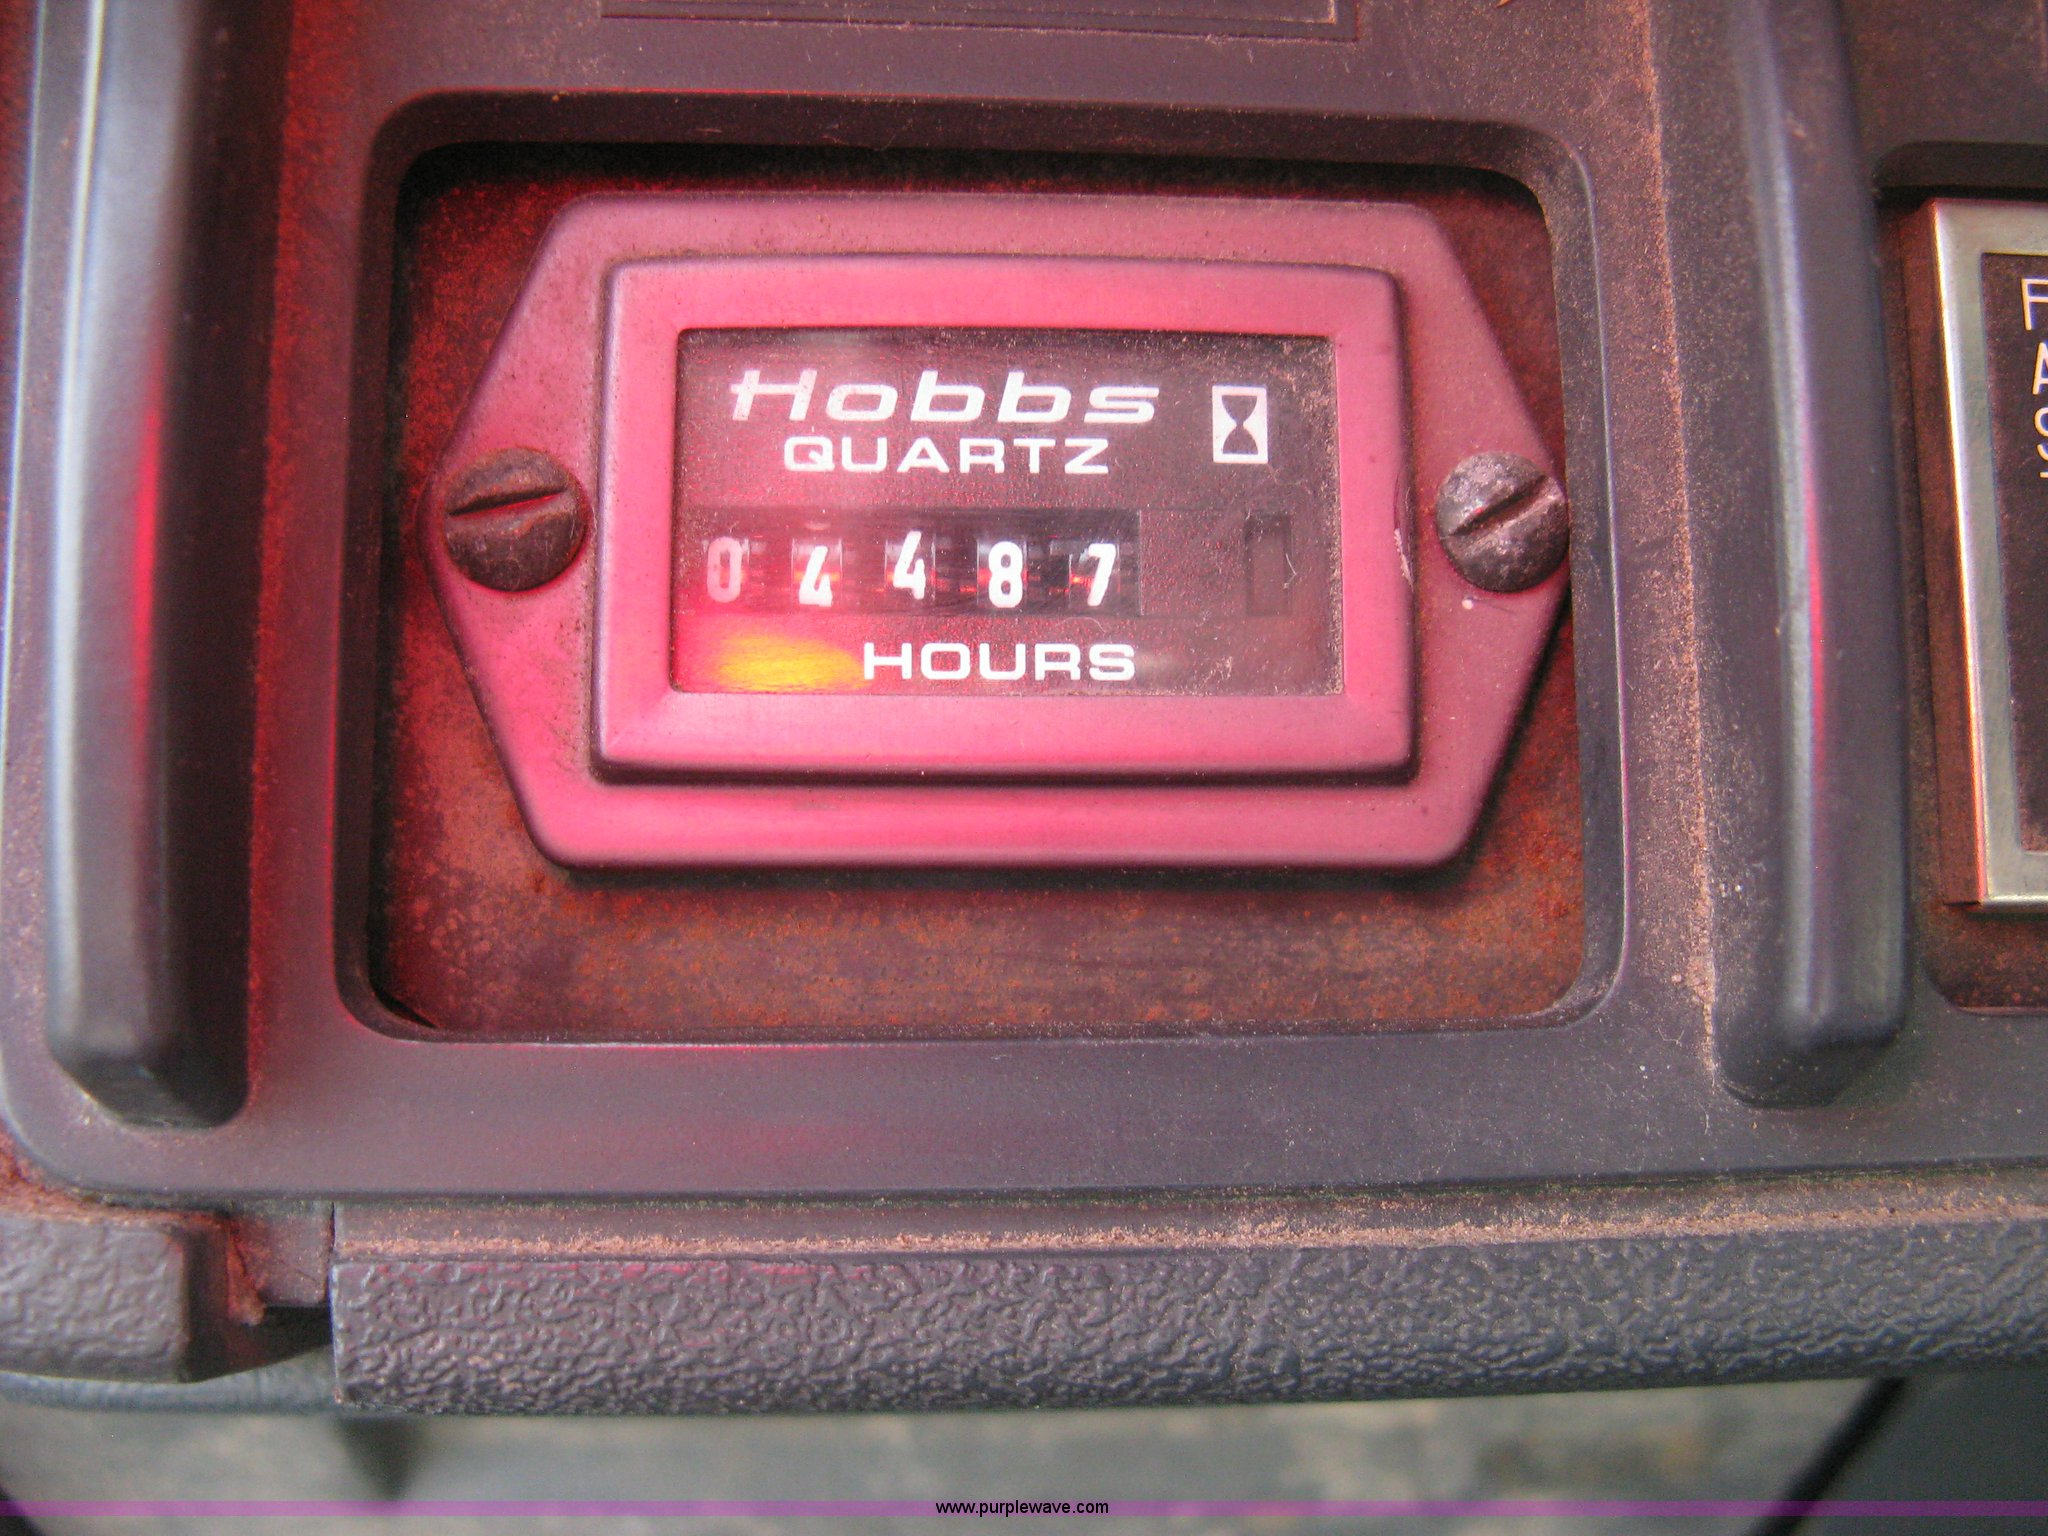 Hobbs
QUARTZ
04487
HOURS
F
A
S
www.purplewave.com